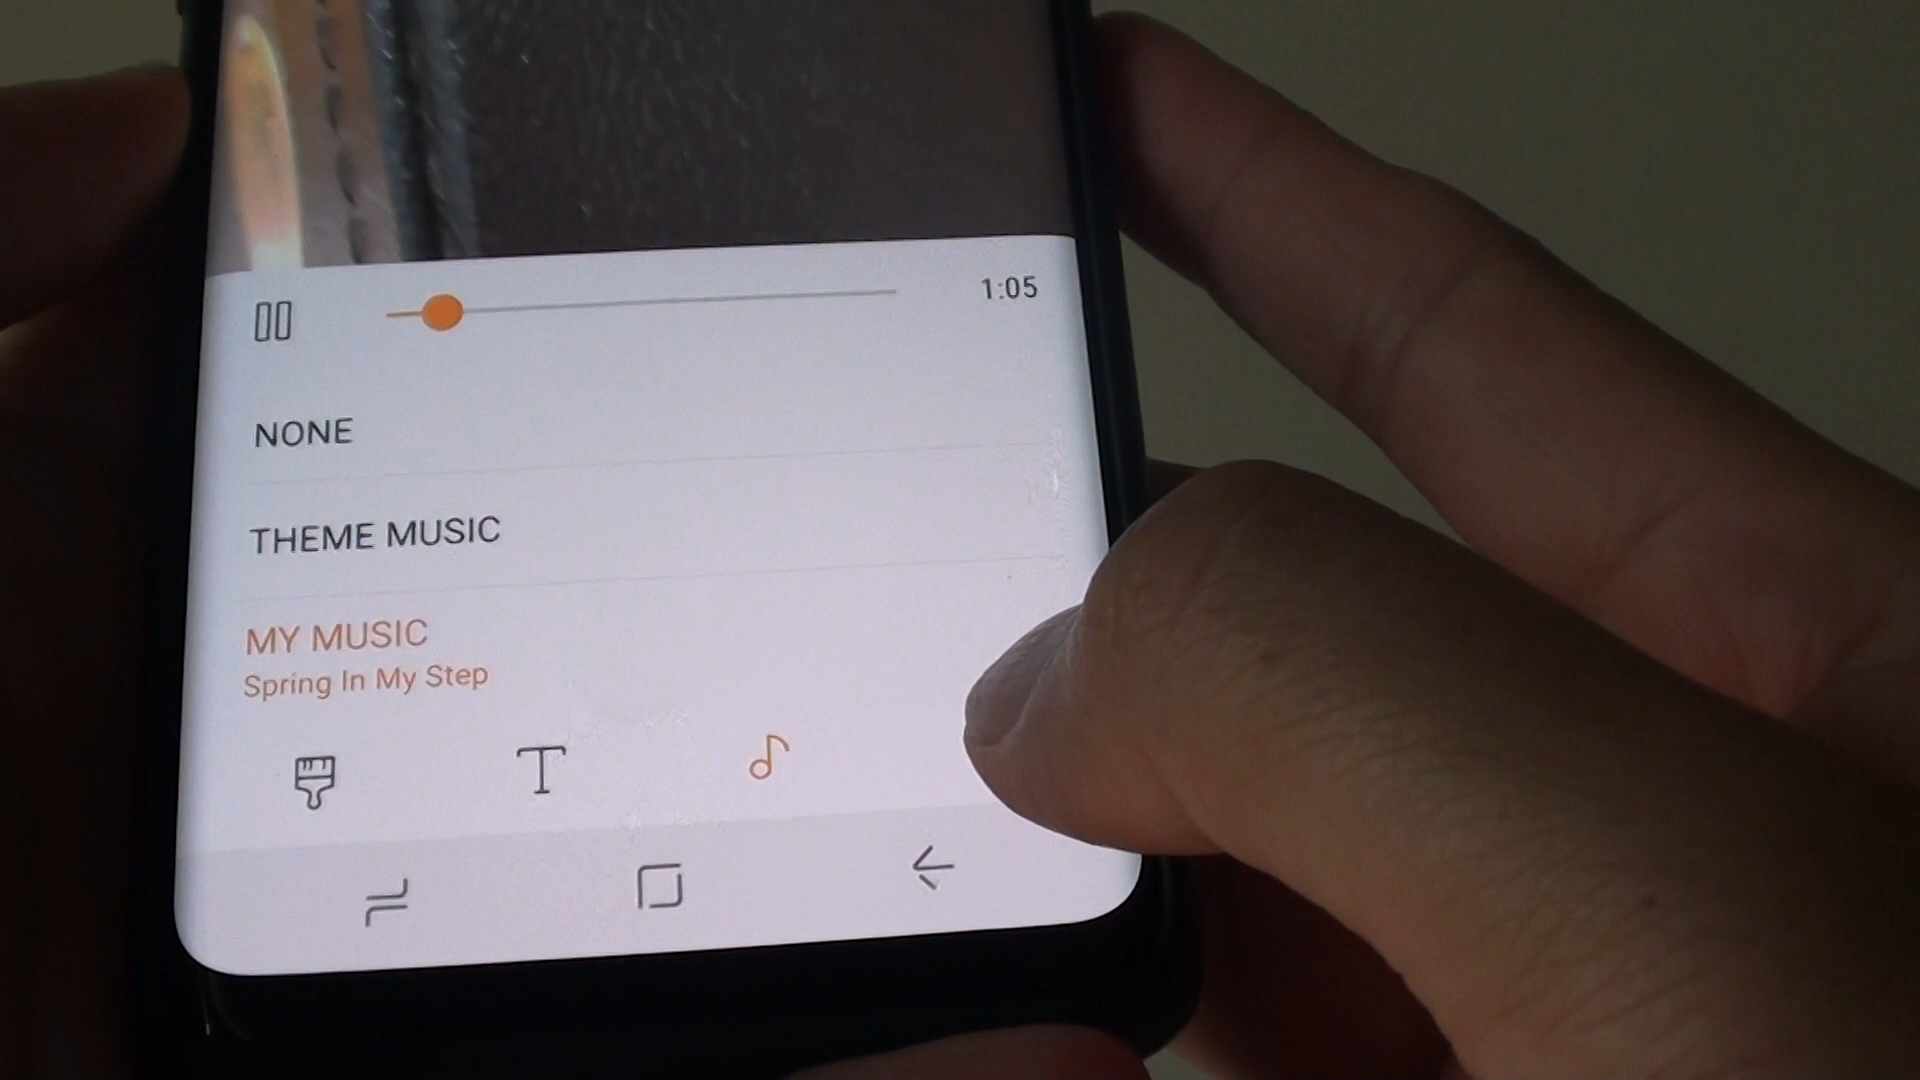 1:05
NONE
THEME MUSIC
MY MUSIC
Spring In My Step
T